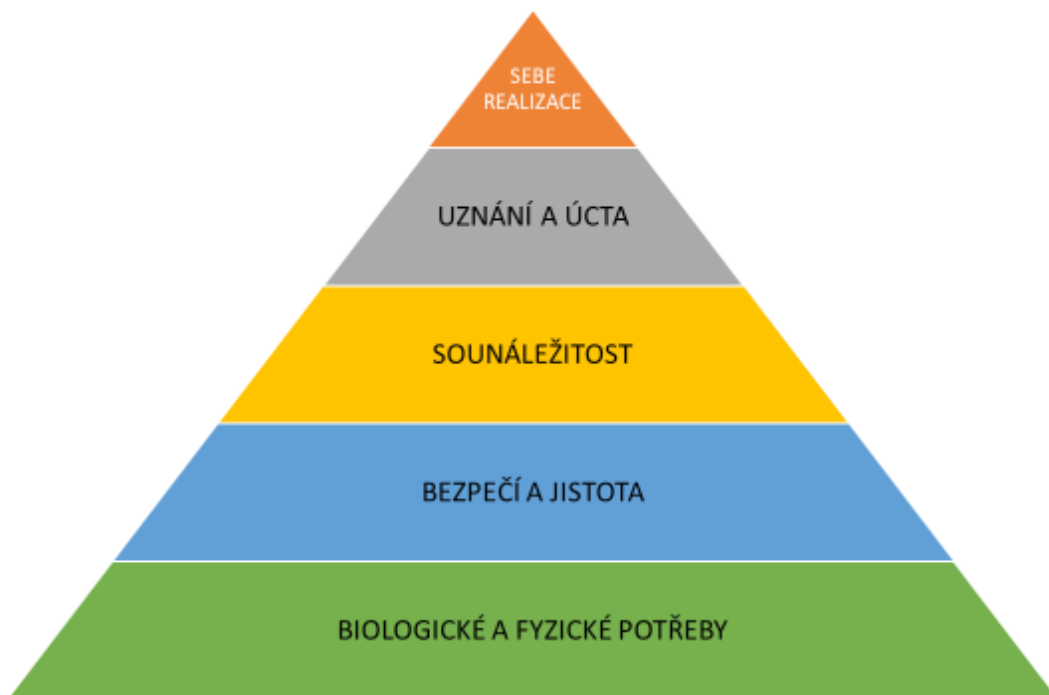 SEBE
REALIZACE
UZNÁNÍ A ÚCTA
SOUNÁLEŽITOST
BEZPEČÍ A JISTOTA
BIOLOGICKÉ A FYZICKÉ POTŘEBY